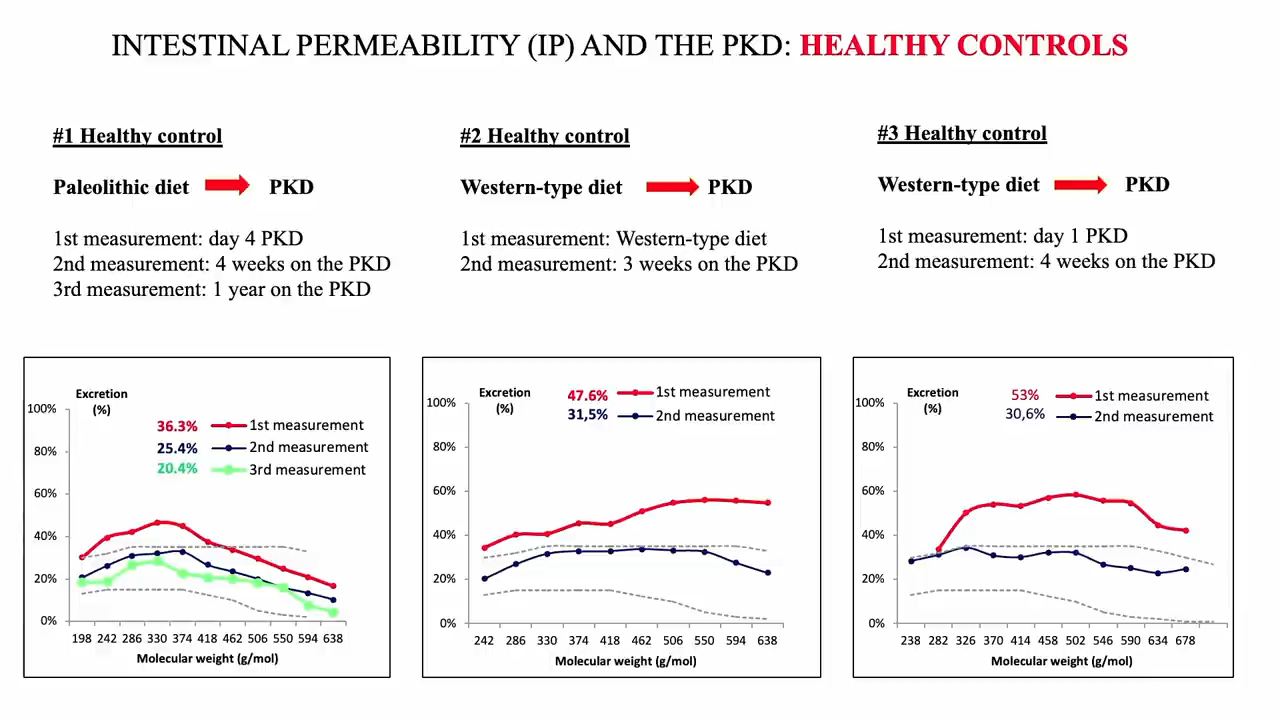 INTESTINAL PERMEABILITY (IP) AND THE PKD: HEALTHY CONTROLS
#1 Healthy control
Paleolithic diet PKD
1st measurement: day 4 PKD
2nd measurement: 4 weeks on the PKD
3rd measurement: 1 year on the PKD
#2 Healthy control
Western-type diet PKD
1st measurement: Western-type diet
2nd measurement: 3 weeks on the PKD
#3 Healthy control
Western-type diet PKD
1st measurement: day 1 PKD
2nd measurement: 4 weeks on the PKD
Excretion
(%)
100%
80%
60%
40%
20%
0%
36.3% 1st measurement
25.4% 2nd measurement
20.4% 3rd measurement
198 242 286 330 374 418 462 506 550 594 638
Molecular weight (g/mol)
Excretion
(%)
100%
80%
60%
40%
20%
0%
47.6% 1st measurement
31,5% 2nd measurement
242 286 330 374 418 462 506 550 594 638
Molecular weight (g/mol)
Excretion
(%)
100%
80%
60%
40%
20%
0%
53% 1st measurement
30,6% 2nd measurement
238 282 326 370 414 458 502 546 590 634 678
Molecular weight (g/mol)